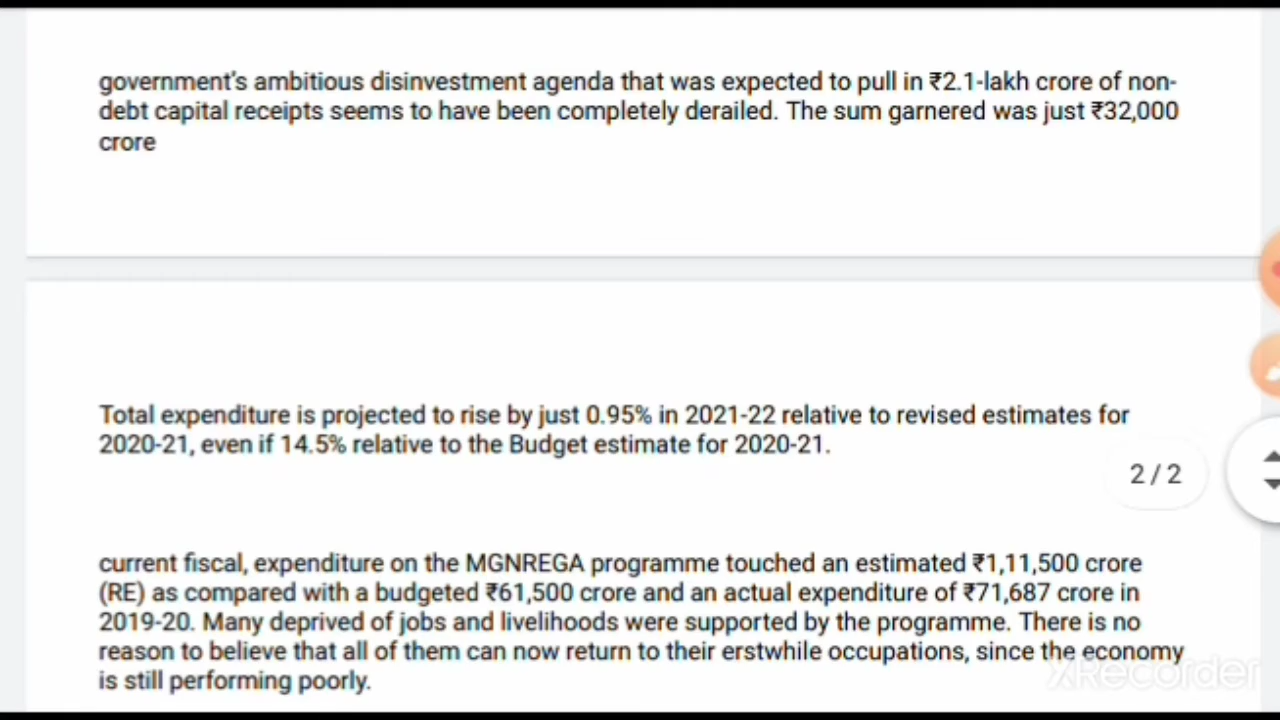 government's ambitious disinvestment agenda that was expected to pull in ₹2.1-lakh crore of non-
debt capital receipts seems to have been completely derailed. The sum garnered was just ₹32,000
crore
Total expenditure is projected to rise by just 0.95% in 2021-22 relative to revised estimates for
2020-21, even if 14.5% relative to the Budget estimate for 2020-21.
2 / 2
current fiscal, expenditure on the MGNREGA programme touched an estimated ₹1,11,500 crore
(RE) as compared with a budgeted ₹61,500 crore and an actual expenditure of ₹71,687 crore in
2019-20. Many deprived of jobs and livelihoods were supported by the programme. There is no
reason to believe that all of them can now return to their erstwhile occupations, since the economy
is still performing poorly.
XRecorder